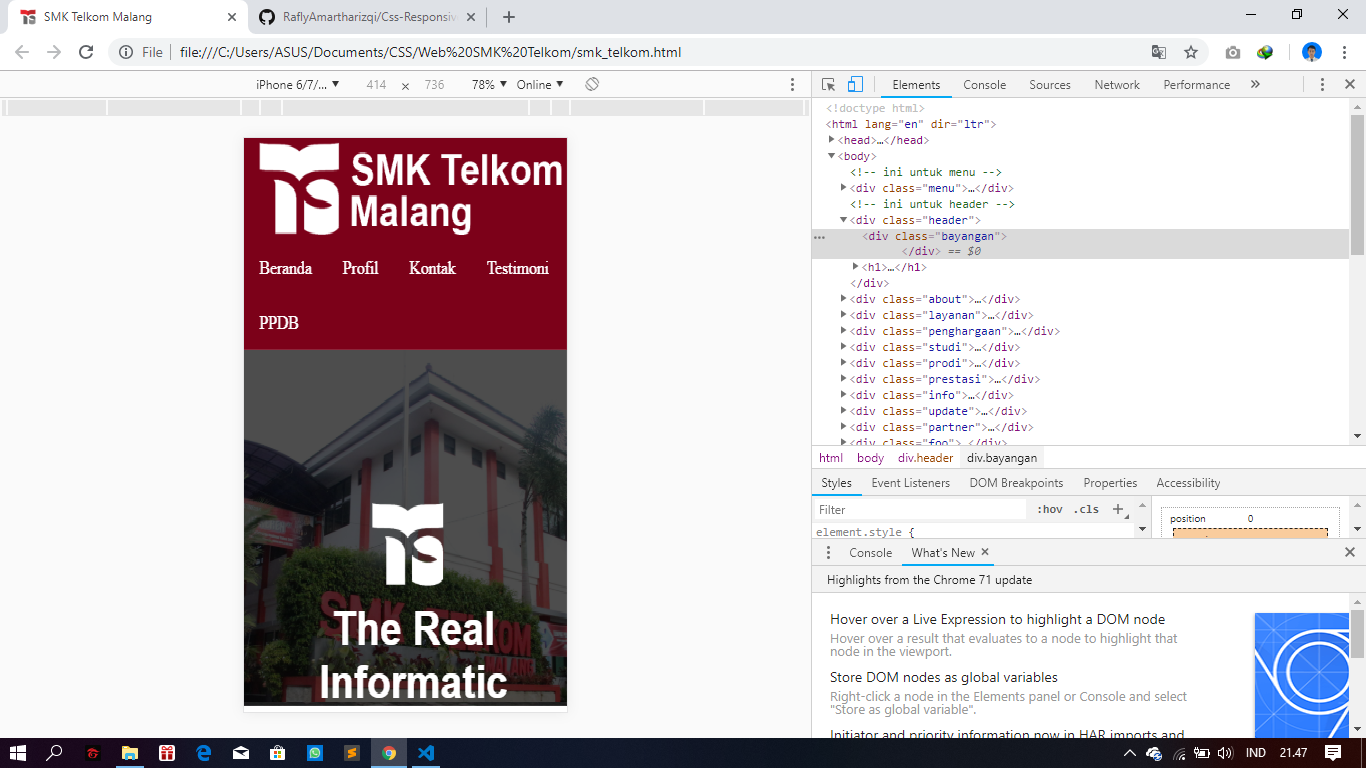 SMK Telkom Malang
RaflyAmartharizqi/Css-Responsiv
File
file:///C:/Users/ASUS/Documents/CSS/Web%20SMK%20Telkom/smk_telkom.html
iPhone 6/7/... ▼ 414 × 736 78% ▼ Online ▼
Elements Console Sources Network Performance »
<!doctype html>
<html lang="en" dir="ltr">
<head>…</head>
<body>
<!-- ini untuk menu -->
<div class="menu">…</div>
<!-- ini untuk header -->
<div class="header">
<div class="bayangan">
</div> == $0
<h1>…</h1>
</div>
<div class="about">…</div>
<div class="layanan">…</div>
<div class="penghargaan">…</div>
<div class="studi">…</div>
<div class="prodi">…</div>
<div class="prestasi">…</div>
<div class="info">…</div>
<div class="update">…</div>
<div class="partner">…</div>
<div class="foo">…</div>
html body div.header div.bayangan
Styles Event Listeners DOM Breakpoints Properties Accessibility
Filter :hov .cls +
element.style {
position 0
Console What's New ×
Highlights from the Chrome 71 update
Hover over a Live Expression to highlight a DOM node
Hover over a result that evaluates to a node to highlight that
node in the viewport.
Store DOM nodes as global variables
Right-click a node in the Elements panel or Console and select
"Store as global variable".
Initiator and priority information now in HAR imports and
SMK Telkom
Malang
Beranda Profil Kontak Testimoni
PPDB
SMK TELKOM
MALANG
The Real
Informatic
IND 21.47